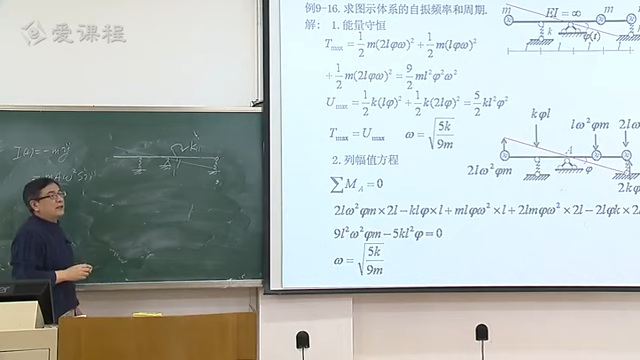 爱课程
例9-16. 求图示体系的自振频率和周期.
解: 1.能量守恒
T_max = 1/2 m(2lφω)² + 1/2 m(lφω)²
+ 1/2 m(2lφω)² = 9/2 ml²φ²ω²
U_max = 1/2 k(lφ)² + 1/2 k(2lφ)² = 5/2 kl²φ²
T_max = U_max ω = √(5k/9m)
2. 列幅值方程
∑M_A = 0
2lω²φm × 2l − klφ × l + mlφω² × l + 2lmφω² × 2l − 2lφk × 2
9l²ω²φm − 5kl²φ = 0
ω = √(5k/9m)
m EI = ∞ m m
k φ(t) k
l l l
kφl lω²φm 2lω
A φ
2lω²φm 2kφ
I(A) = −mÿ